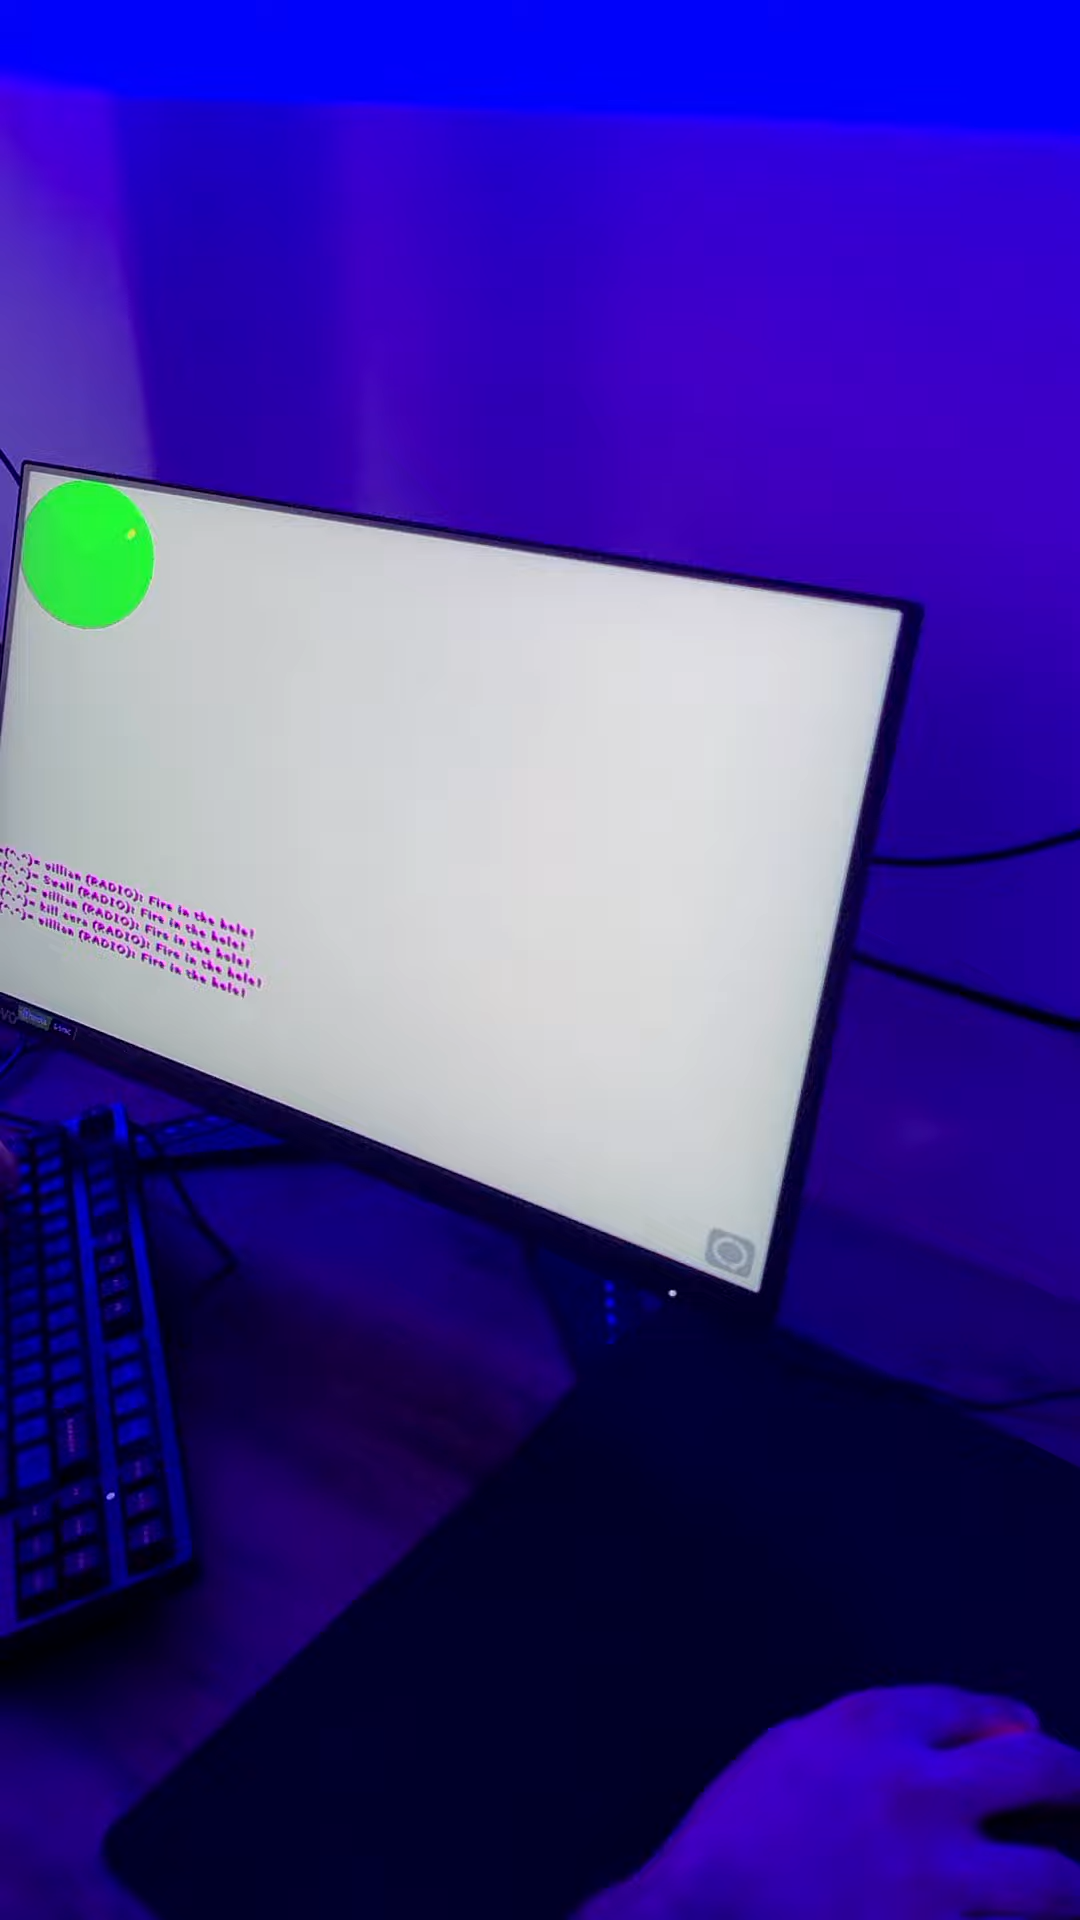 =(^-^)= villian (RADIO): Fire in the hole!
=(^-^)= Swall (RADIO): Fire in the hole!
=(^-^)= villian (RADIO): Fire in the hole!
=(^-^)= kill aura (RADIO): Fire in the hole!
=(^-^)= villian (RADIO): Fire in the hole!